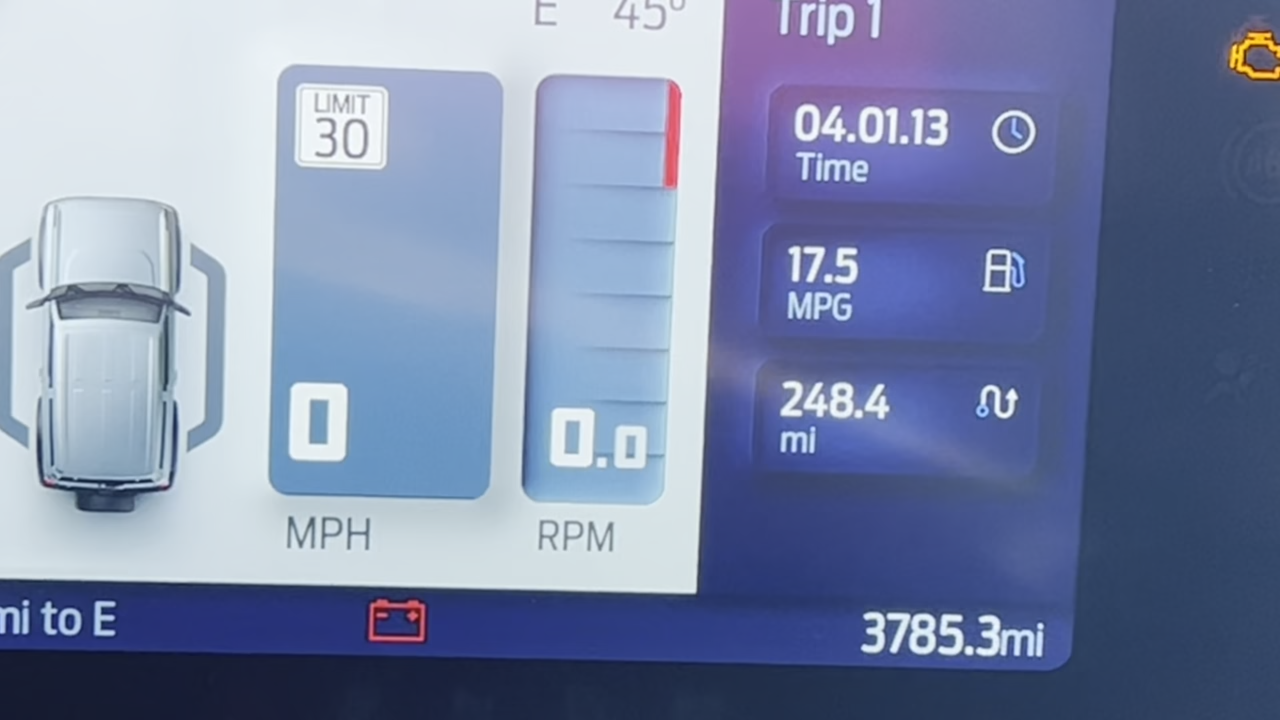 E 45°
Trip 1
LIMIT
30
04.01.13
Time
17.5
MPG
248.4
mi
0
0.0
MPH
RPM
mi to E
3785.3mi